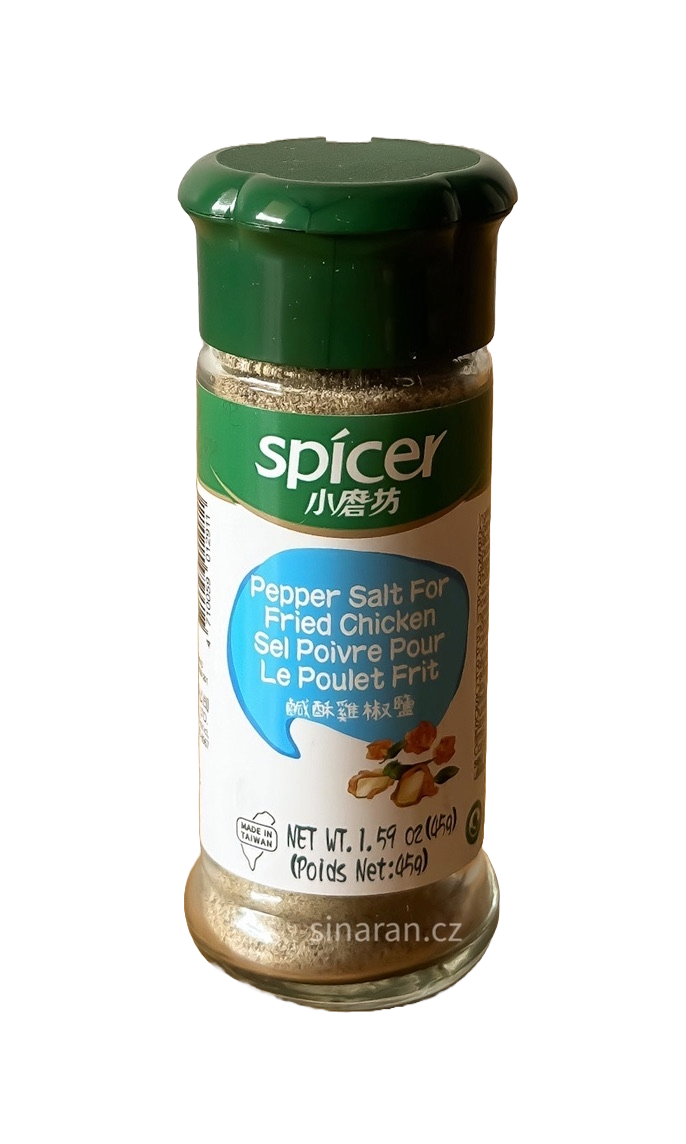 spícer
小磨坊
Pepper Salt For
Fried Chicken
Sel Poivre Pour
Le Poulet Frit
鹹酥雞椒鹽
MADE IN
TAIWAN
NET WT. 1.59 OZ(45g)
(Poids Net:45g)
sinaran.cz